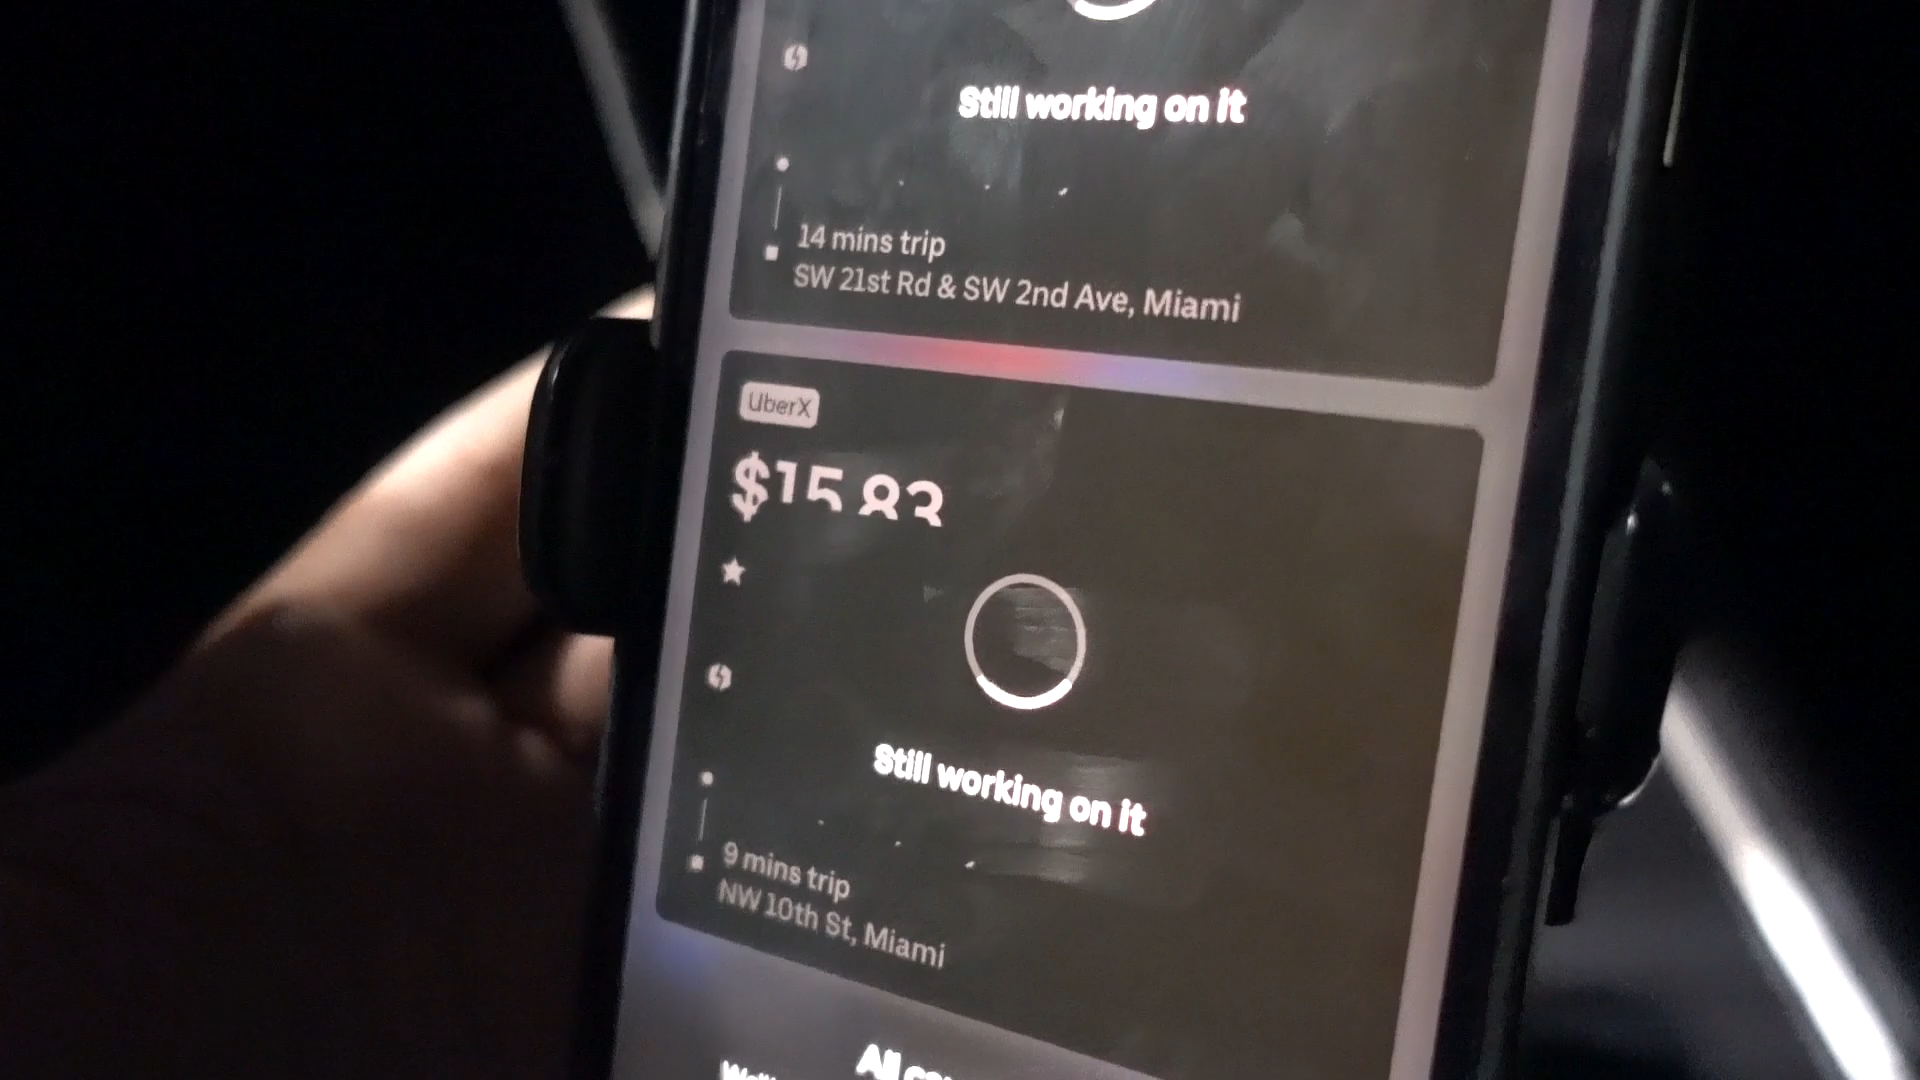 Still working on it
14 mins trip
SW 21st Rd & SW 2nd Ave, Miami
UberX
$15.83
Still working on it
9 mins trip
NW 10th St, Miami
All